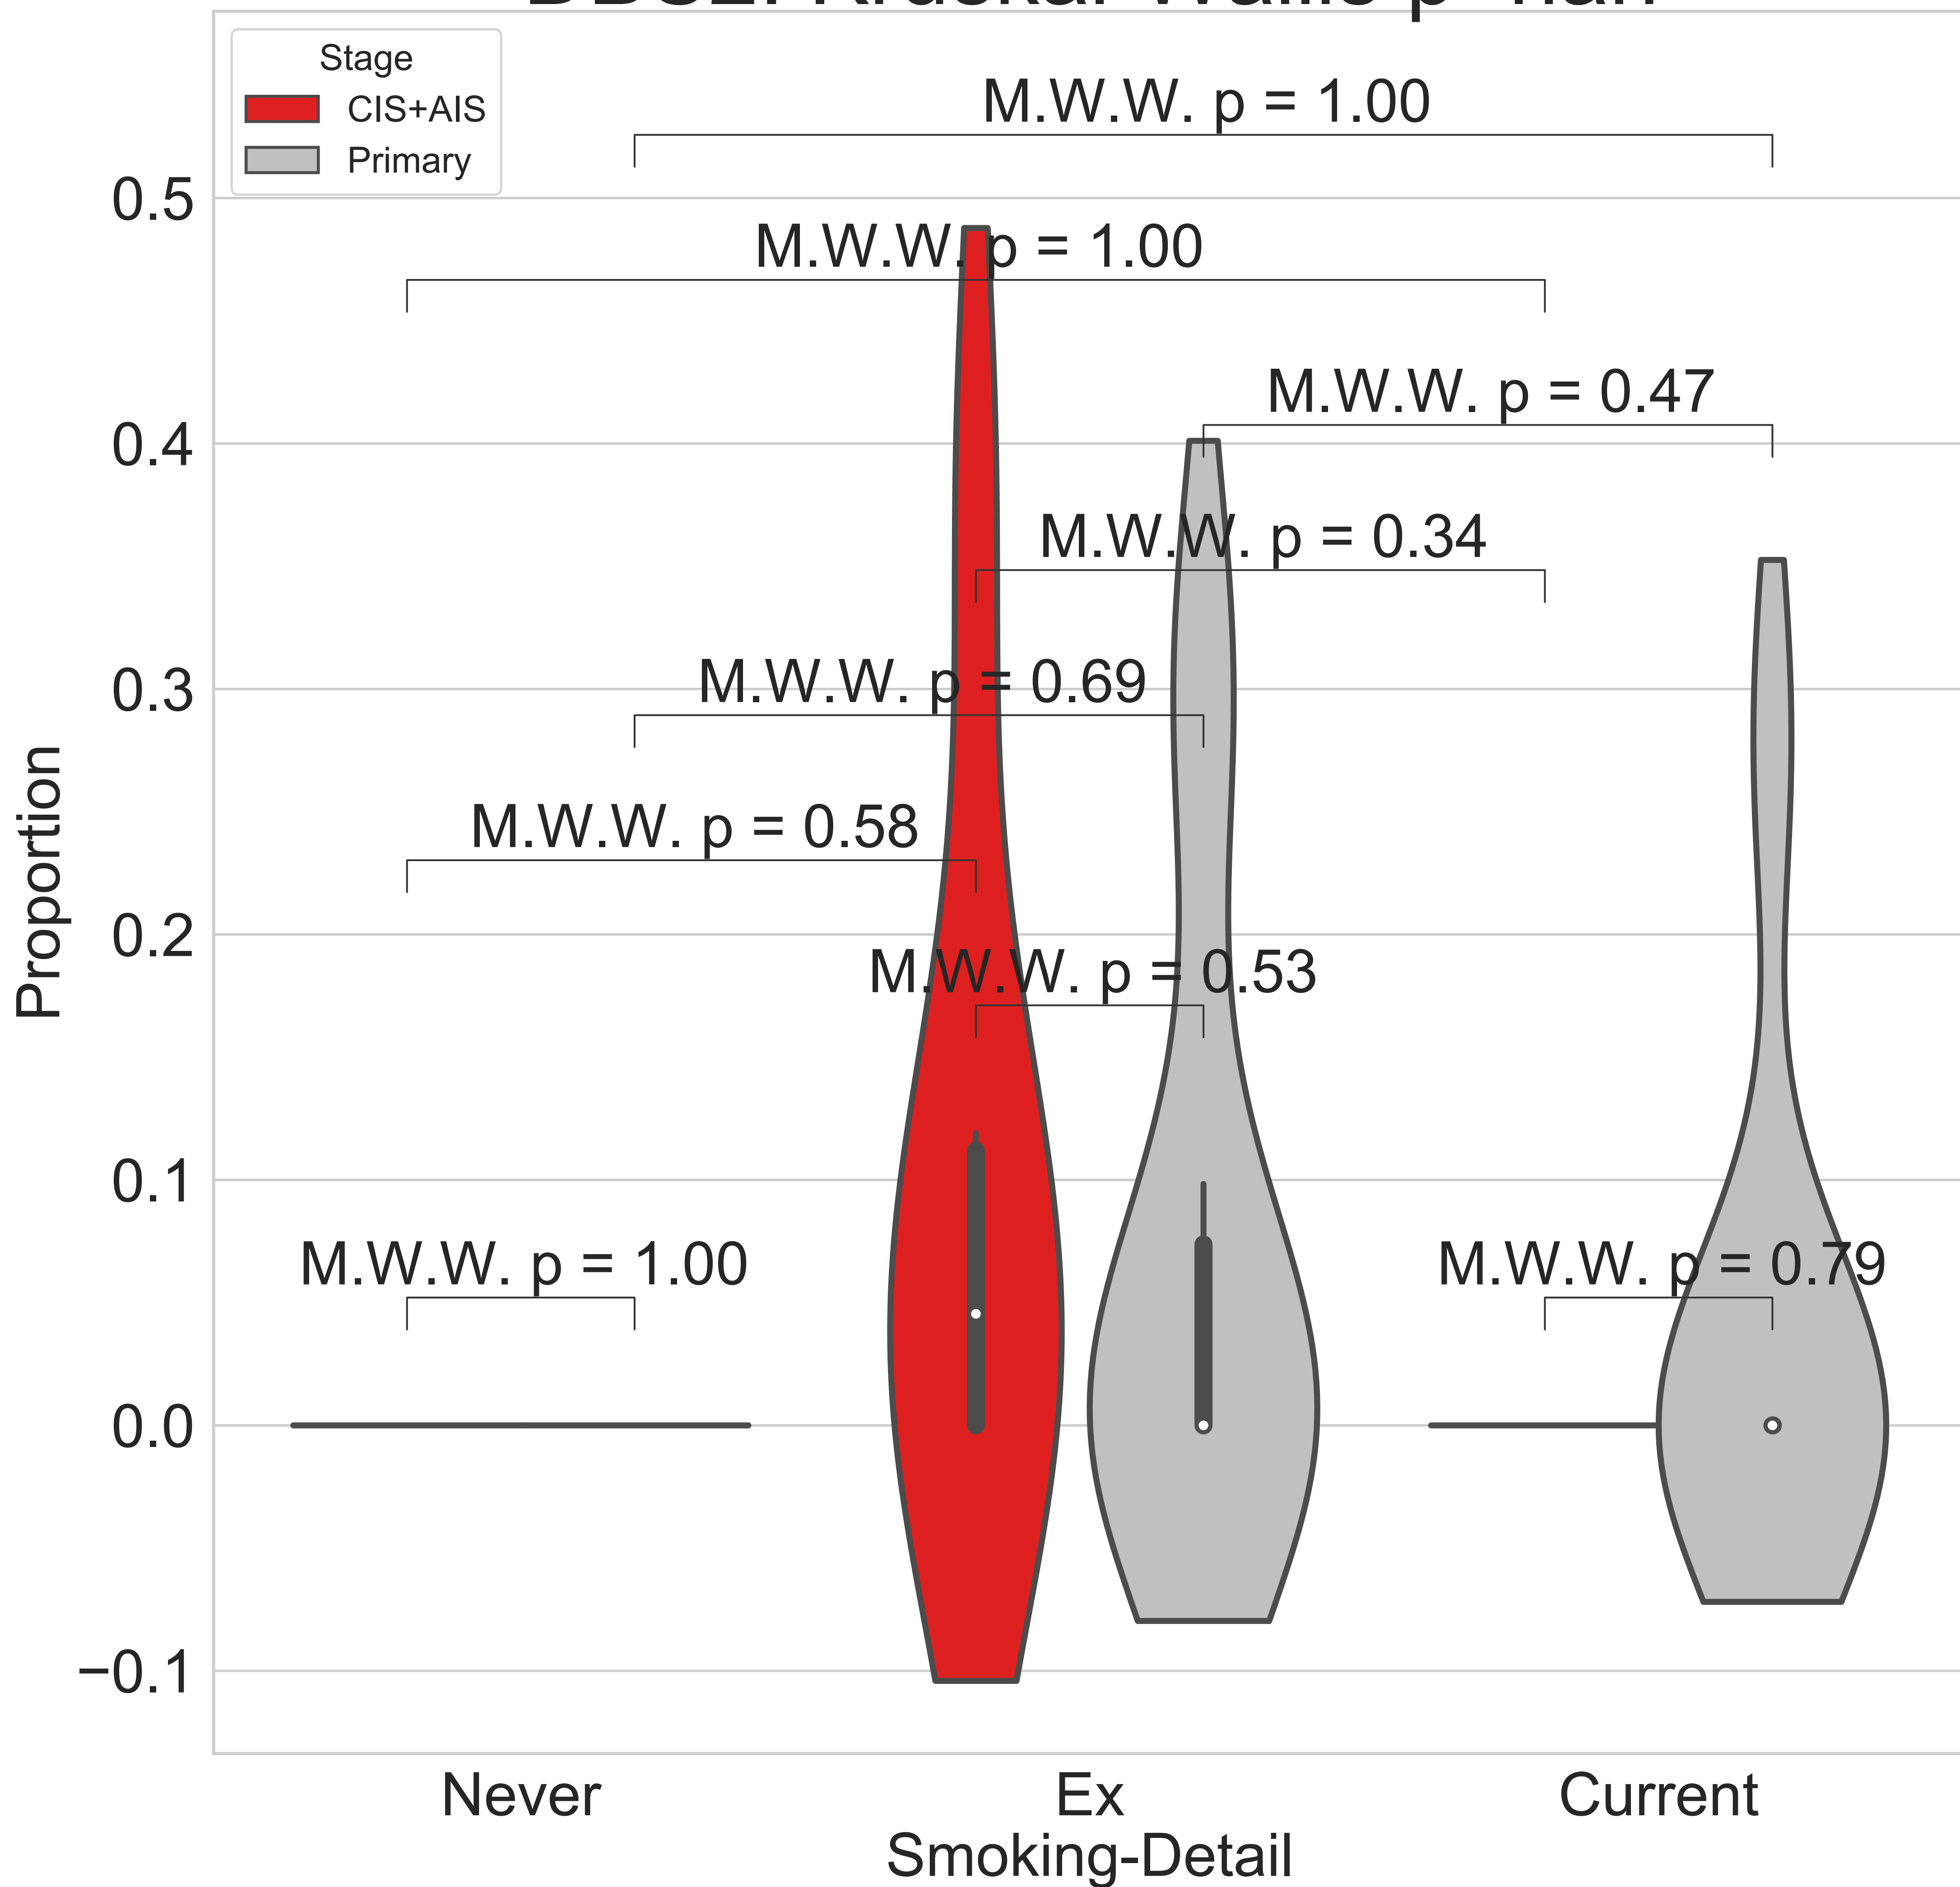 Stage
CIS+AIS
Primary
M.W.W. p = 1.00
M.W.W. p = 1.00
M.W.W. p = 0.47
M.W.W. p = 0.34
M.W.W. p = 0.69
M.W.W. p = 0.58
M.W.W. p = 0.53
M.W.W. p = 1.00
M.W.W. p = 0.79
0.5
0.4
0.3
0.2
0.1
0.0
−0.1
Proportion
Never Ex Current
Smoking-Detail